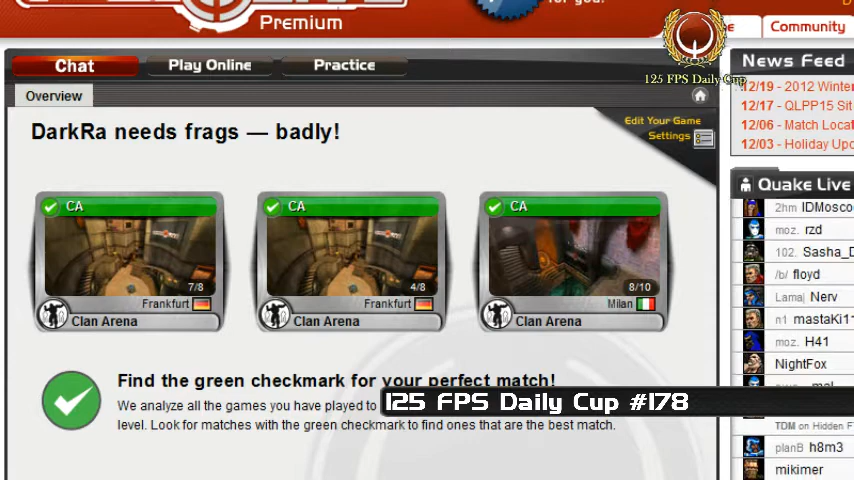 for you!
Premium
Community
125 FPS Daily Cup
Chat
Play Online
Practice
News Feed
Overview
12/19 - 2012 Winter
12/17 - QLPP15 Sit
12/06 - Match Locat
12/03 - Holiday Upd
DarkRa needs frags — badly!
Edit Your Game
Settings
CA
7/8
Frankfurt
Clan Arena
CA
4/8
Frankfurt
Clan Arena
CA
8/10
Milan
Clan Arena
Quake Live
2hm IDMosco
moz. rzd
102. Sasha_D
/b/ floyd
Lama| Nerv
n1 mastaKi11
moz. H41
NightFox
TDM on Hidden F
planB h8m3
mikimer
Find the green checkmark for your perfect match!
We analyze all the games you have played to
125 FPS Daily Cup #178
level. Look for matches with the green checkmark to find ones that are the best match.